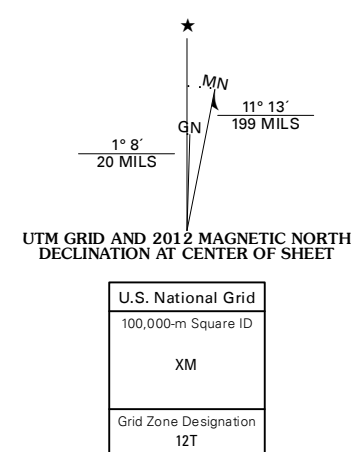 ★
MN
GN
11° 13´
199 MILS
1° 8´
20 MILS
UTM GRID AND 2012 MAGNETIC NORTH
DECLINATION AT CENTER OF SHEET
U.S. National Grid
100,000-m Square ID
XM
Grid Zone Designation
12T